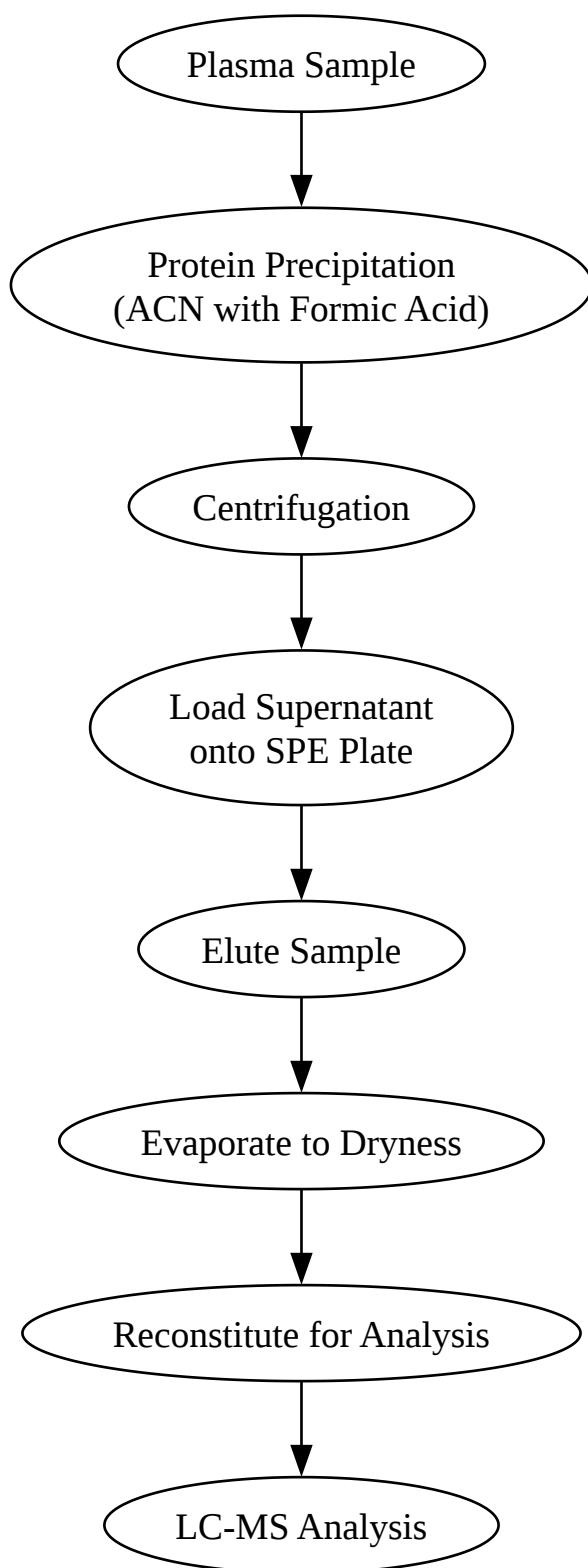 Plasma Sample
Protein Precipitation
(ACN with Formic Acid)
Centrifugation
Load Supernatant
onto SPE Plate
Elute Sample
Evaporate to Dryness
Reconstitute for Analysis
LC-MS Analysis